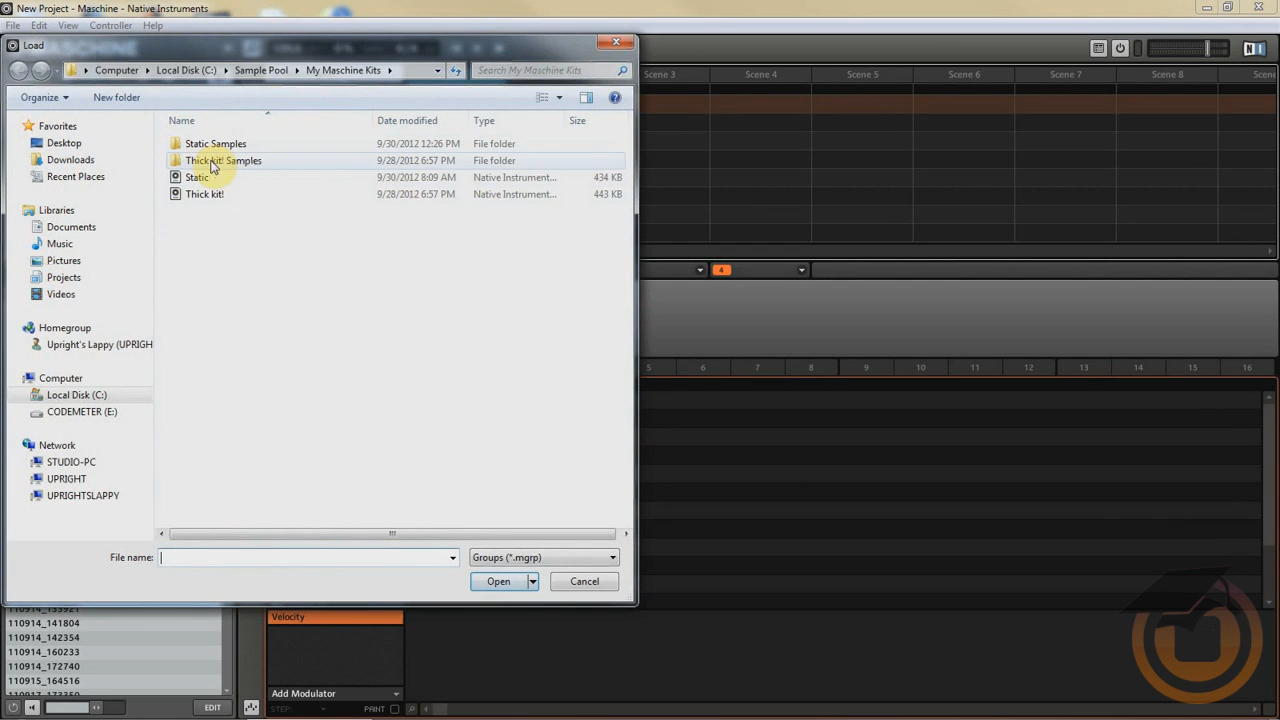 New Project - Maschine - Native Instruments
File Edit View Controller Help
Load
Computer Local Disk (C:) Sample Pool My Maschine Kits
Search My Maschine Kits
Organize New folder
Name Date modified Type Size
Favorites
Desktop
Downloads
Recent Places
Libraries
Documents
Music
Pictures
Projects
Videos
Homegroup
Upright's Lappy (UPRIGH
Computer
Local Disk (C:)
CODEMETER (E:)
Network
STUDIO-PC
UPRIGHT
UPRIGHTSLAPPY
Static Samples 9/30/2012 12:26 PM File folder
Thick kit! Samples 9/28/2012 6:57 PM File folder
Static 9/30/2012 8:09 AM Native Instrument... 434 KB
Thick kit! 9/28/2012 6:57 PM Native Instrument... 443 KB
File name:
Groups (*.mgrp)
Open Cancel
Scene 3 Scene 4 Scene 5 Scene 6 Scene 7 Scene 8 Scen
4
5 6 7 8 9 10 11 12 13 14 15 16
110914_141804
110914_142354
110914_160233
110914_172740
110915_164516
EDIT
Velocity
Add Modulator
STEP: PAINT